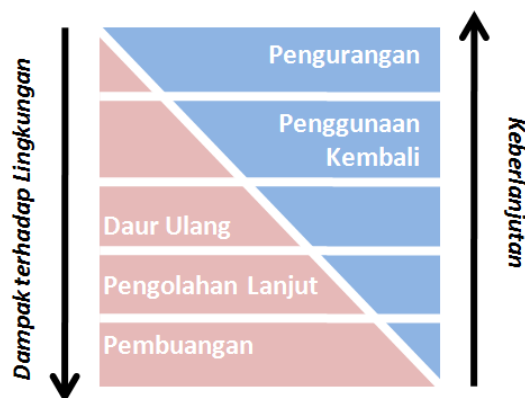 Dampak terhadap Lingkungan
Pengurangan
Penggunaan
Kembali
Daur Ulang
Pengolahan Lanjut
Pembuangan
Keberlanjutan